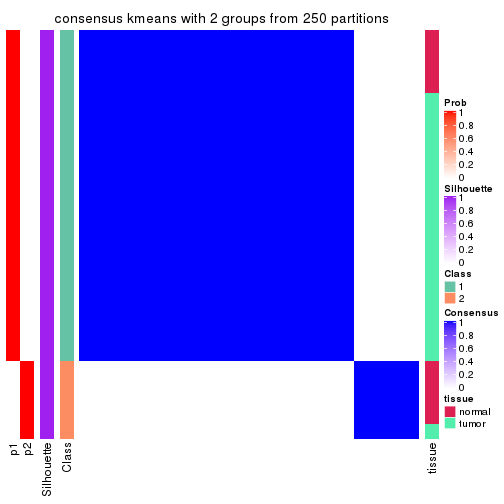 consensus kmeans with 2 groups from 250 partitions
Prob
1
0.8
0.6
0.4
0.2
0
Silhouette
1
0.8
0.6
0.4
0.2
0
Class
1
2
Consensus
1
0.8
0.6
0.4
0.2
0
tissue
normal
tumor
p1
p2
Silhouette
Class
tissue